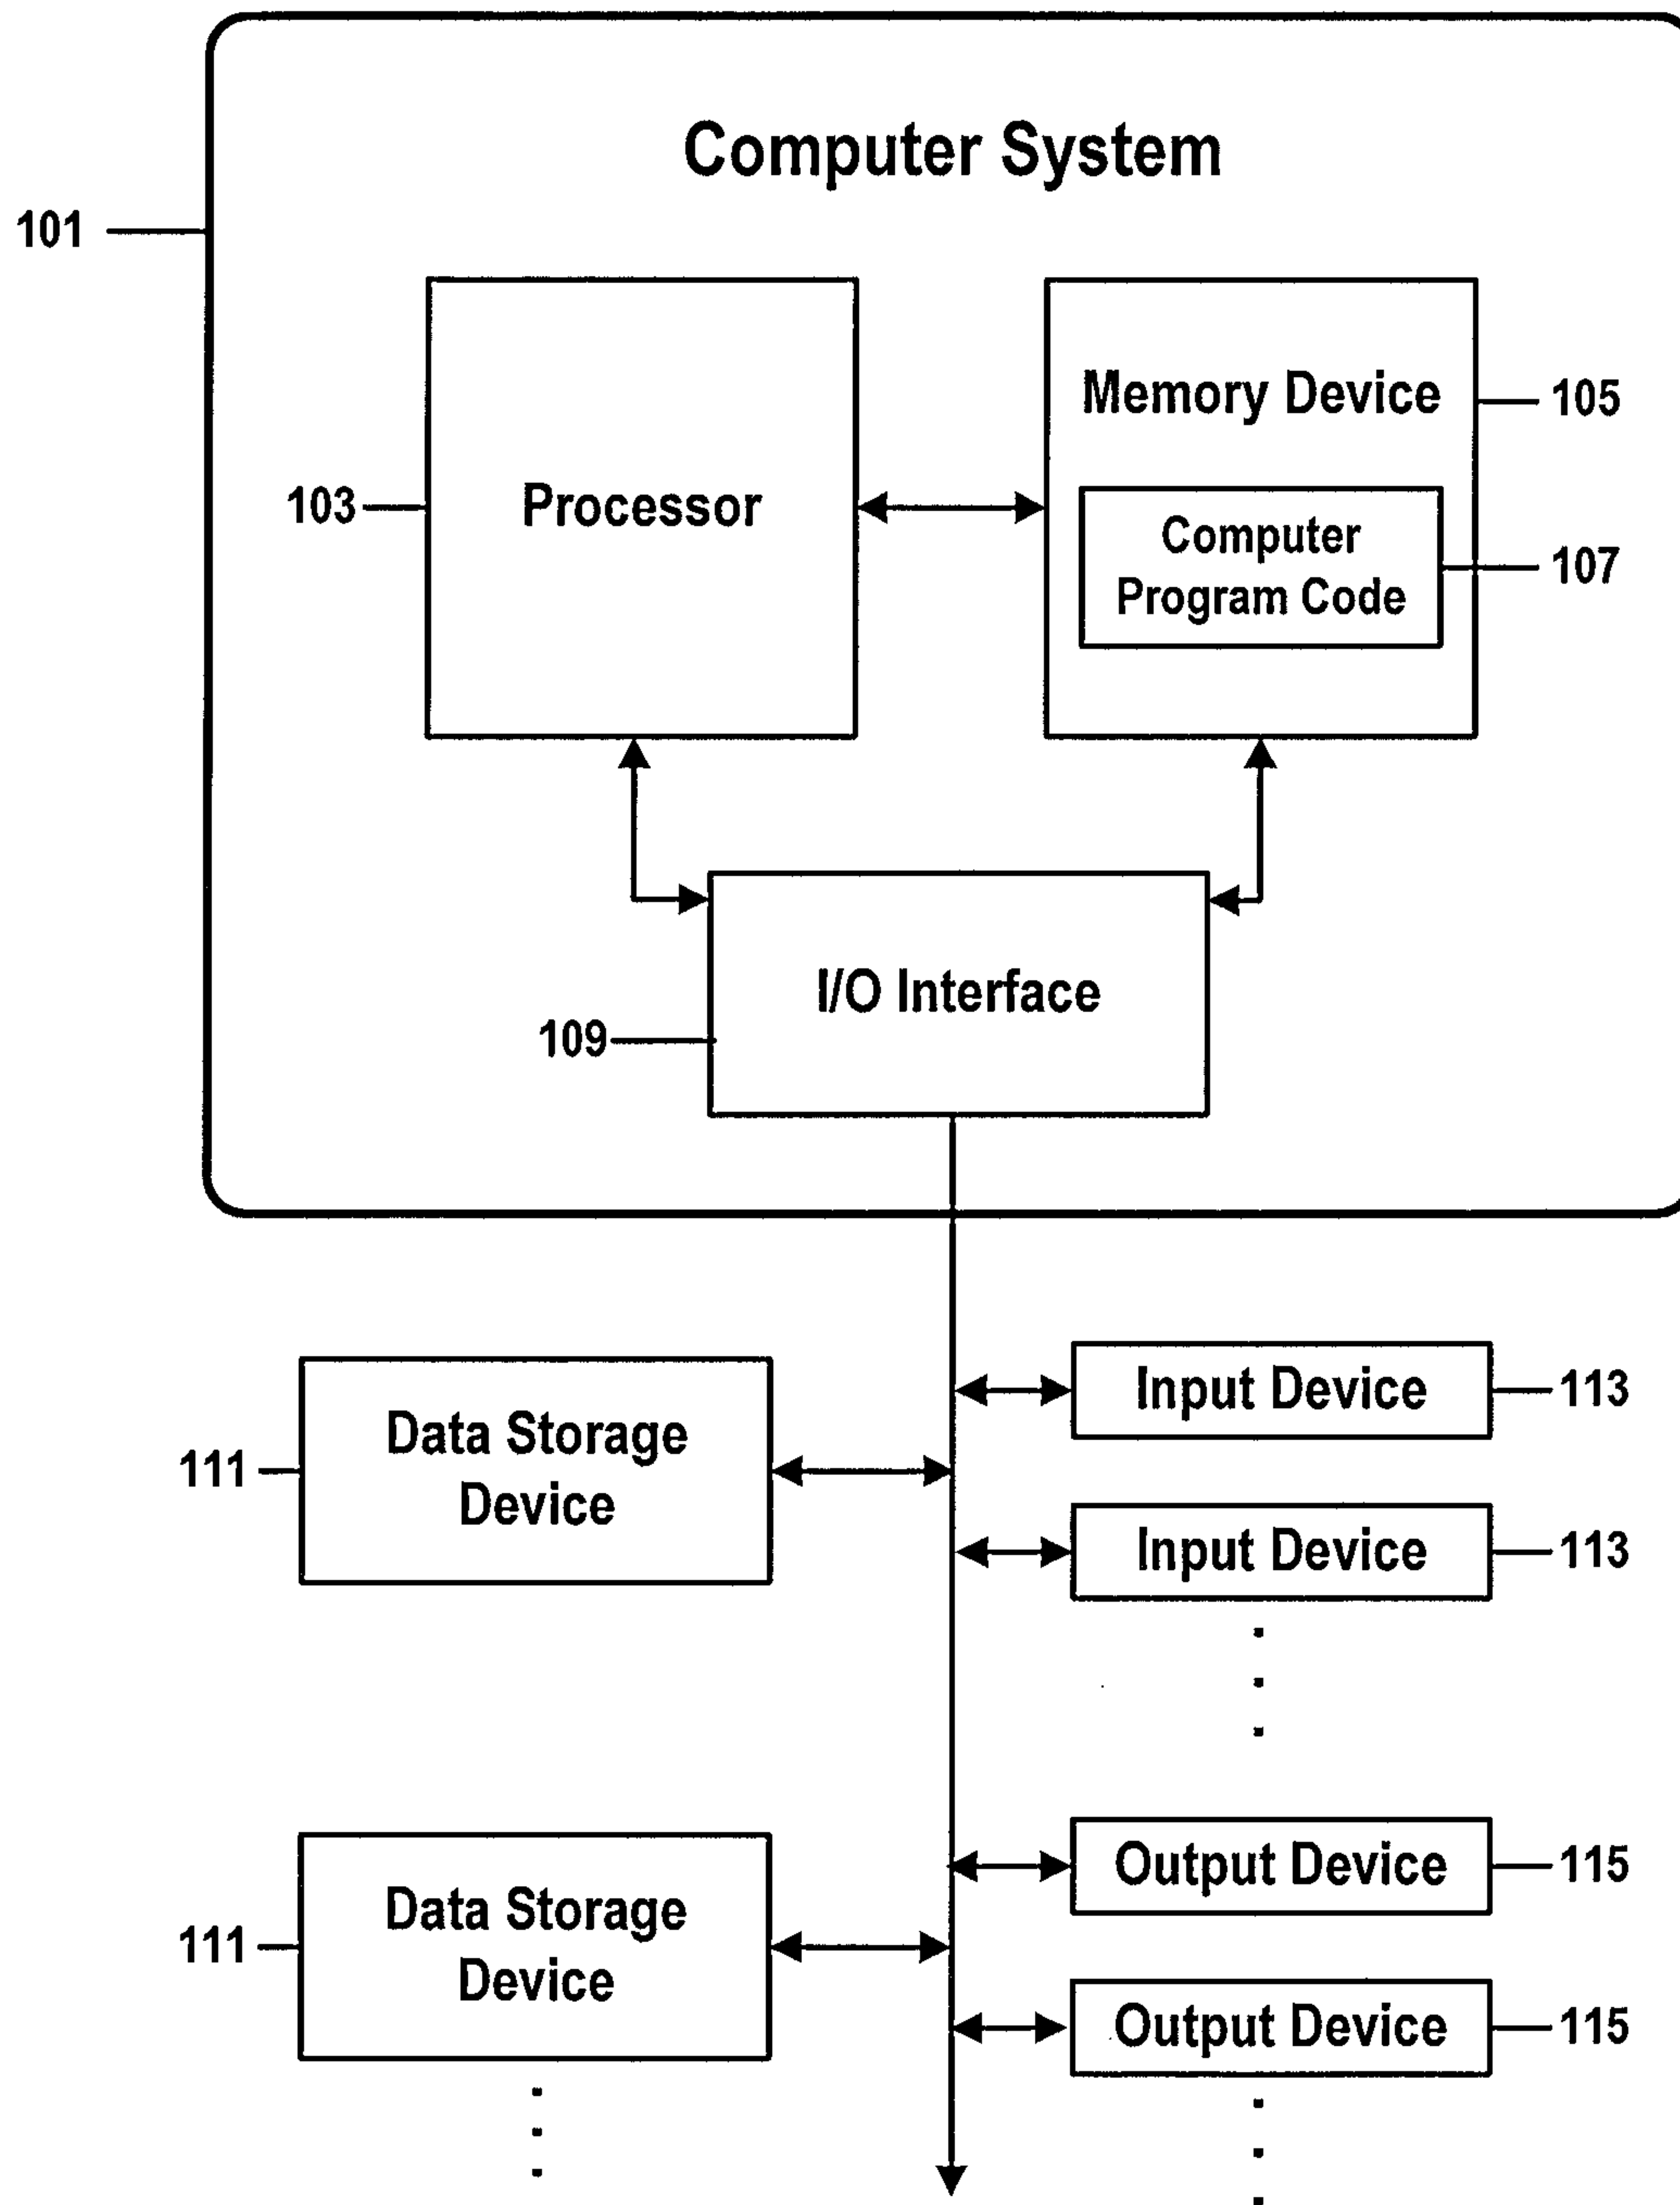 Computer System
101
Processor
103
Memory Device
105
Computer
Program Code
107
I/O Interface
109
Data Storage
Device
111
Input Device
113
Input Device
113
Data Storage
Device
111
Output Device
115
Output Device
115